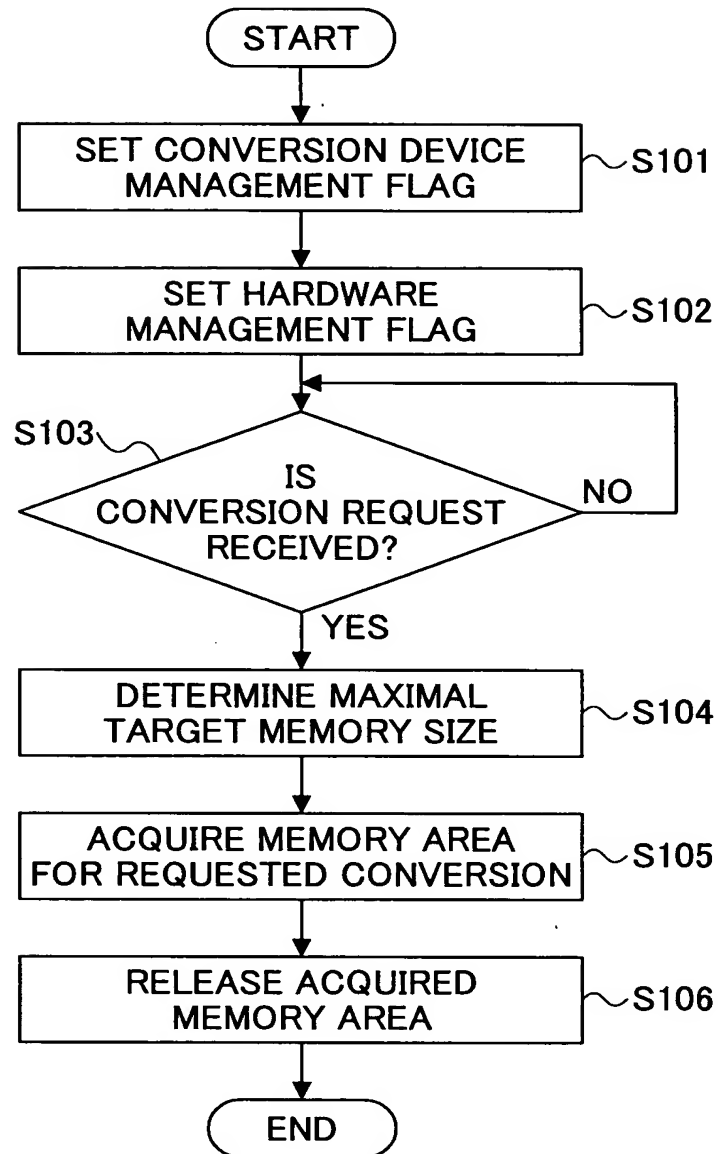 START
SET CONVERSION DEVICE
MANAGEMENT FLAG
S101
SET HARDWARE
MANAGEMENT FLAG
S102
S103
IS
CONVERSION REQUEST
RECEIVED?
NO
YES
DETERMINE MAXIMAL
TARGET MEMORY SIZE
S104
ACQUIRE MEMORY AREA
FOR REQUESTED CONVERSION
S105
RELEASE ACQUIRED
MEMORY AREA
S106
END